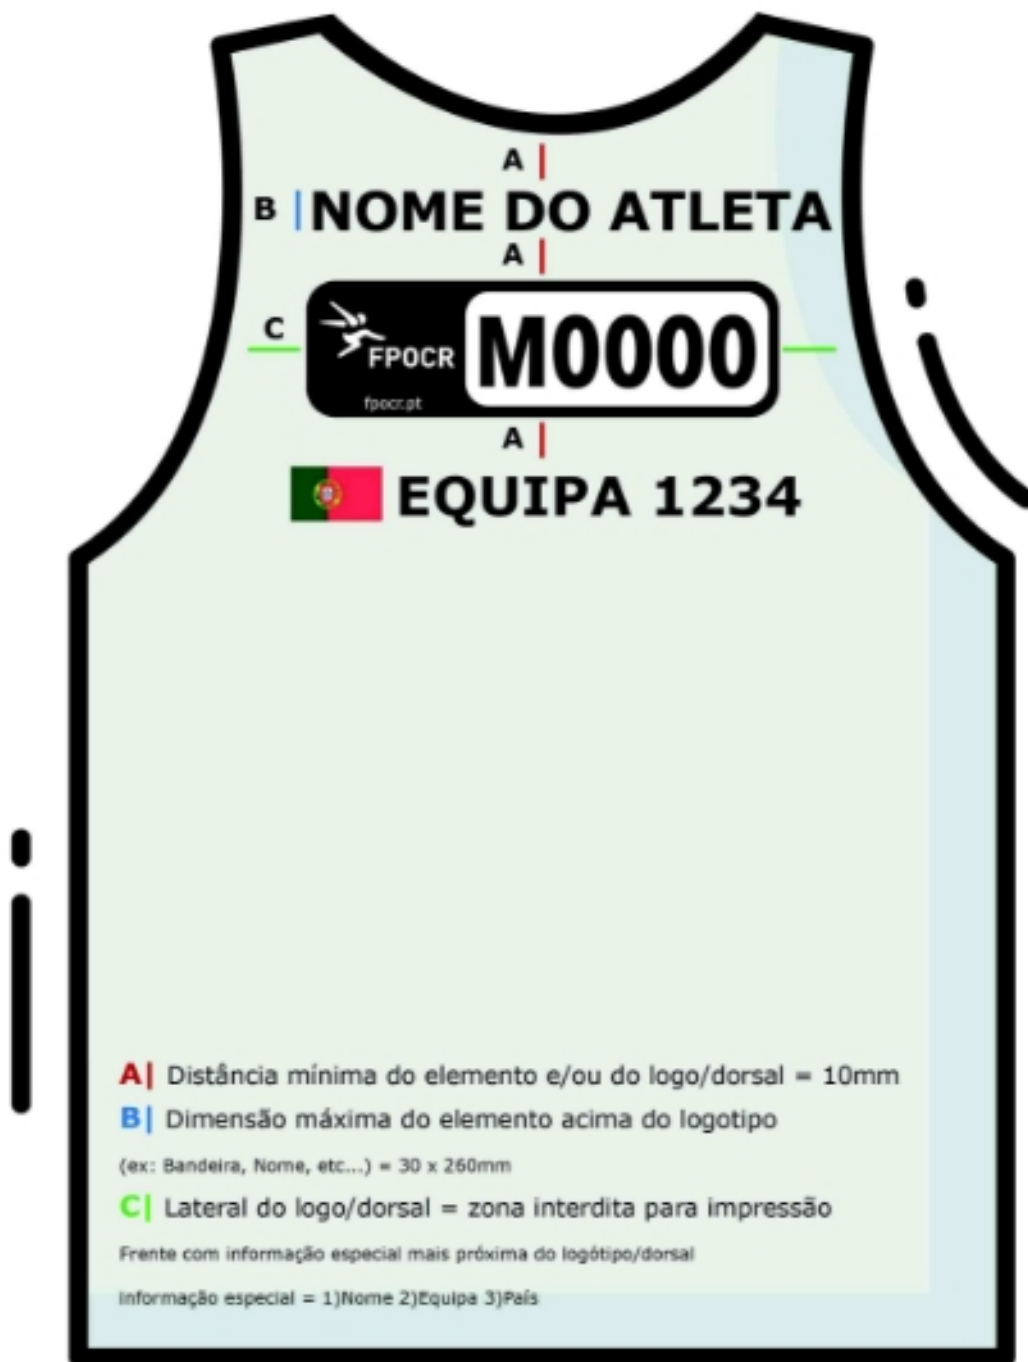 A|
B |NOME DO ATLETA
A|
C
FPOCR
fpocr.pt
M0000
A|
EQUIPA 1234
A| Distância mínima do elemento e/ou do logo/dorsal = 10mm
B| Dimensão máxima do elemento acima do logotipo
(ex: Bandeira, Nome, etc...) = 30 x 260mm
C| Lateral do logo/dorsal = zona interdita para impressão
Frente com informação especial mais próxima do logótipo/dorsal
Informação especial = 1)Nome 2)Equipa 3)País